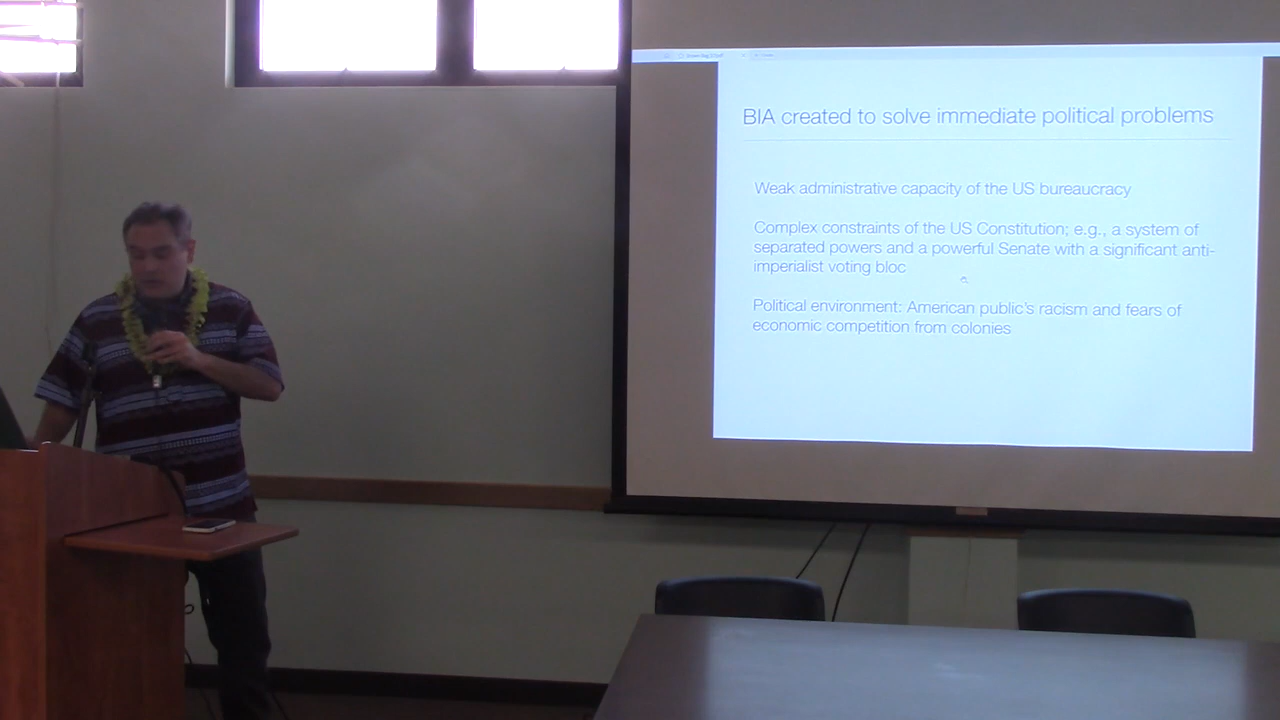 BIA created to solve immediate political problems
Weak administrative capacity of the US bureaucracy
Complex constraints of the US Constitution; e.g., a system of
separated powers and a powerful Senate with a significant anti-
imperialist voting bloc
Political environment: American public's racism and fears of
economic competition from colonies